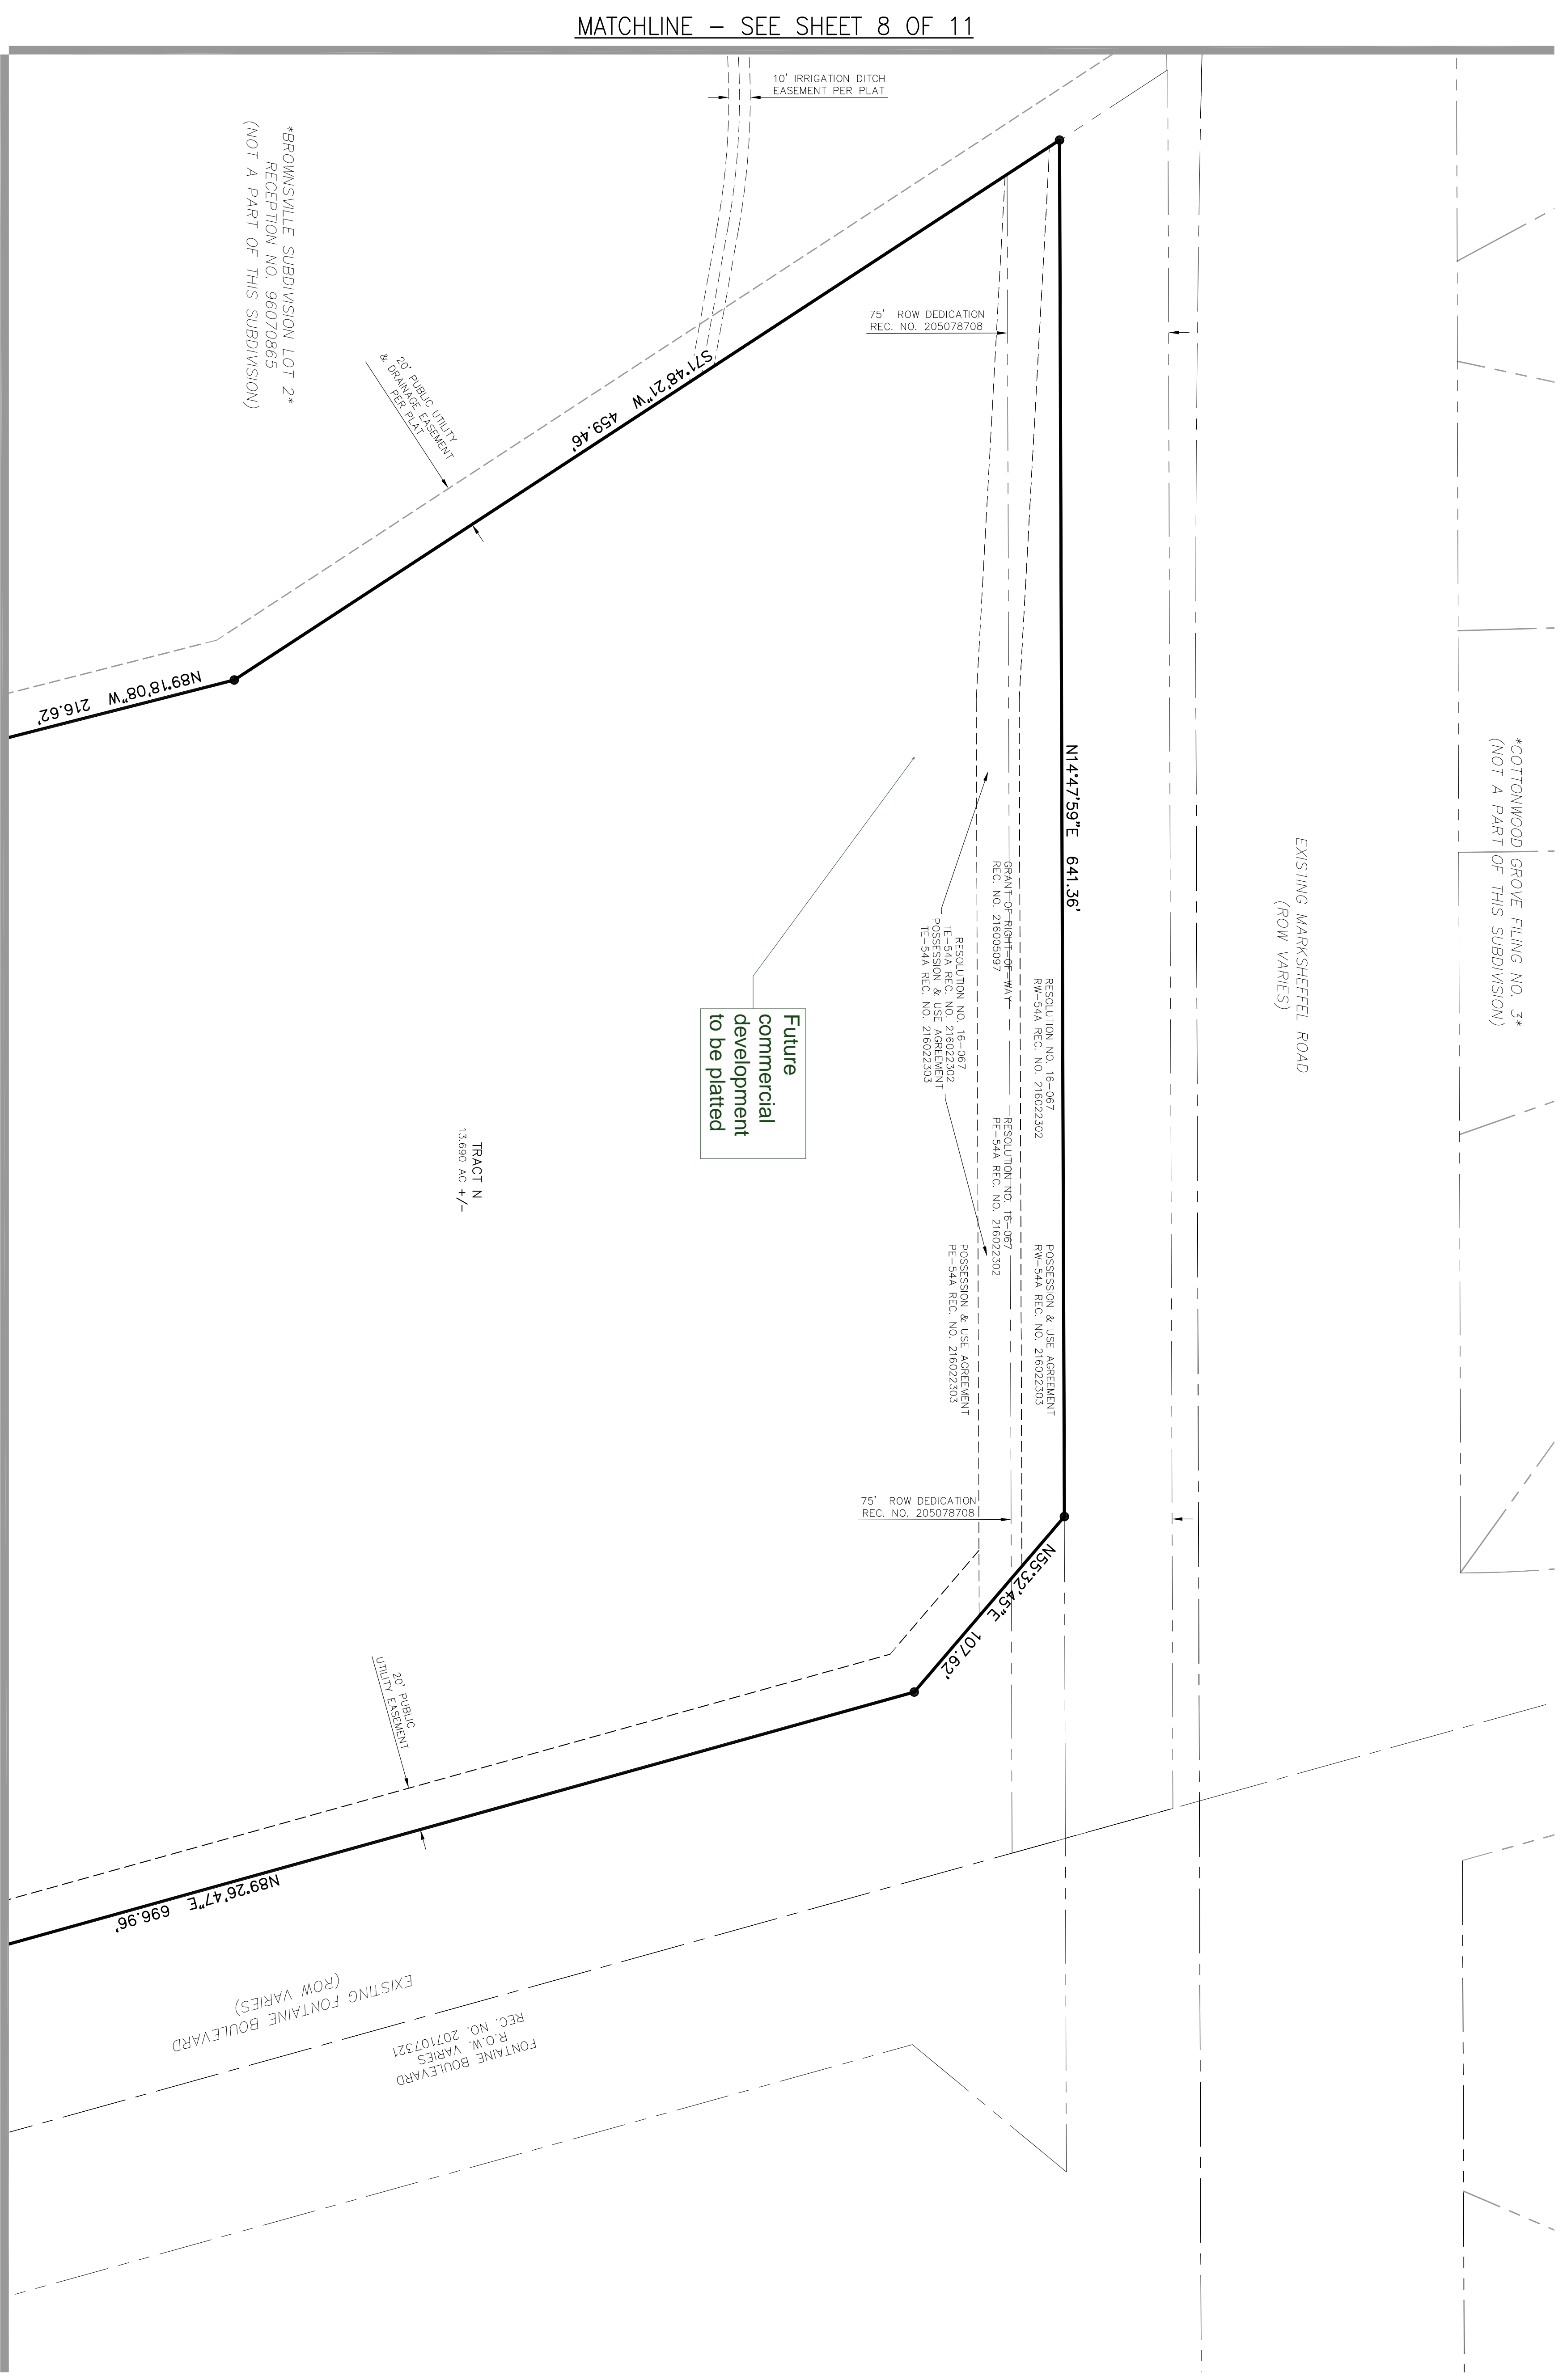 MATCHLINE – SEE SHEET 8 OF 11
10' IRRIGATION DITCH
EASEMENT PER PLAT
*BROWNSVILLE SUBDIVISION LOT 2*
RECEPTION NO. 96070865
(NOT A PART OF THIS SUBDIVISION)
75' ROW DEDICATION
REC. NO. 205078708
20' PUBLIC UTILITY
& DRAINAGE EASEMENT
PER PLAT
S71°48'21"W 459.46'
N89°18'08"W 216.62'
N14°47'59"E 641.36'
*COTTONWOOD GROVE FILING NO. 3*
(NOT A PART OF THIS SUBDIVISION)
EXISTING MARKSHEFFEL ROAD
(ROW VARIES)
GRANT OF RIGHT-OF-WAY
REC. NO. 216005097
RESOLUTION NO. 16-067
TE-54A REC. NO. 216022302
POSSESSION & USE AGREEMENT
TE-54A REC. NO. 216022303
RESOLUTION NO. 16-067
RW-54A REC. NO. 216022302
Future
commercial
development
to be platted
RESOLUTION NO. 16-067
PE-54A REC. NO. 216022302
TRACT N
13.690 AC +/-
POSSESSION & USE AGREEMENT
RW-54A REC. NO. 216022303
POSSESSION & USE AGREEMENT
PE-54A REC. NO. 216022303
75' ROW DEDICATION
REC. NO. 205078708
N55°32'45"E 107.62'
20' PUBLIC
UTILITY EASEMENT
N89°26'47"E 696.96'
EXISTING FONTAINE BOULEVARD
(ROW VARIES)
FONTAINE BOULEVARD
R.O.W. VARIES
REC. NO. 207107321